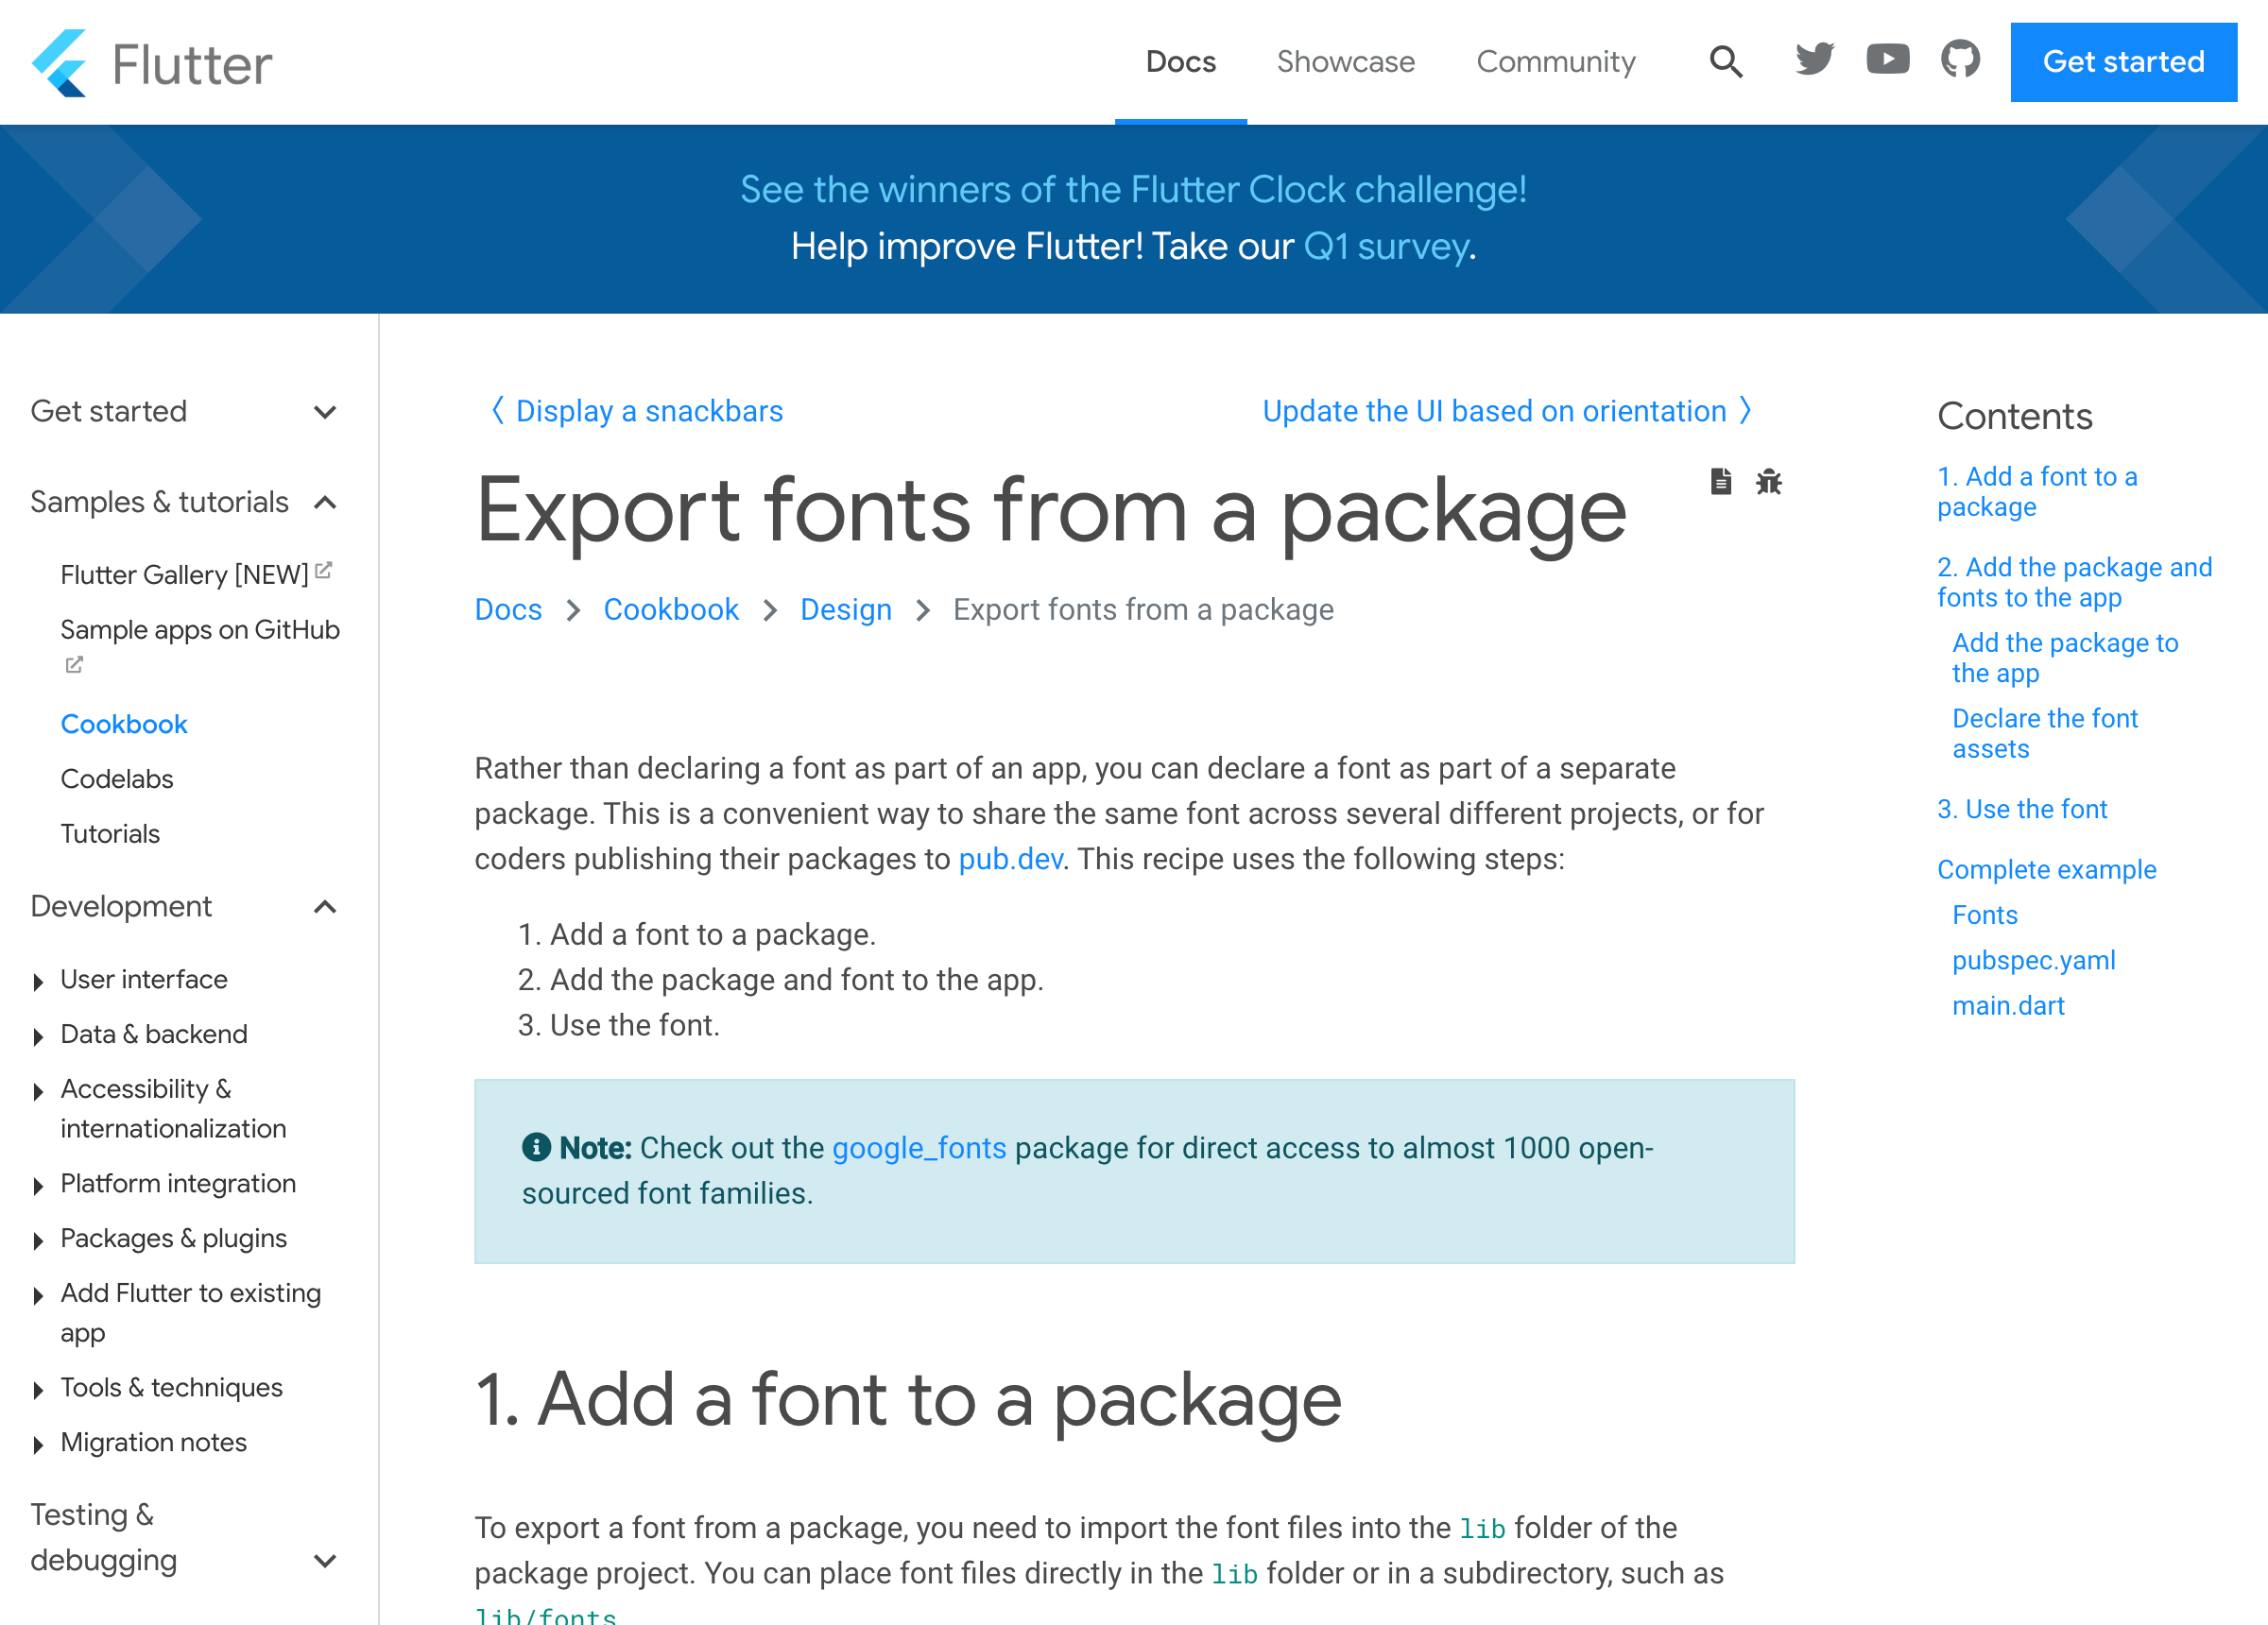 Flutter
Docs
Showcase
Community
Get started
See the winners of the Flutter Clock challenge!
Help improve Flutter! Take our Q1 survey.
Get started
Samples & tutorials
Flutter Gallery [NEW]
Sample apps on GitHub
Cookbook
Codelabs
Tutorials
Development
User interface
Data & backend
Accessibility &
internationalization
Platform integration
Packages & plugins
Add Flutter to existing
app
Tools & techniques
Migration notes
Testing &
debugging
〈 Display a snackbars
Update the UI based on orientation 〉
Export fonts from a package
Docs > Cookbook > Design > Export fonts from a package
Rather than declaring a font as part of an app, you can declare a font as part of a separate
package. This is a convenient way to share the same font across several different projects, or for
coders publishing their packages to pub.dev. This recipe uses the following steps:
1. Add a font to a package.
2. Add the package and font to the app.
3. Use the font.
Note: Check out the google_fonts package for direct access to almost 1000 open-
sourced font families.
1. Add a font to a package
To export a font from a package, you need to import the font files into the lib folder of the
package project. You can place font files directly in the lib folder or in a subdirectory, such as
lib/fonts
Contents
1. Add a font to a
package
2. Add the package and
fonts to the app
Add the package to
the app
Declare the font
assets
3. Use the font
Complete example
Fonts
pubspec.yaml
main.dart